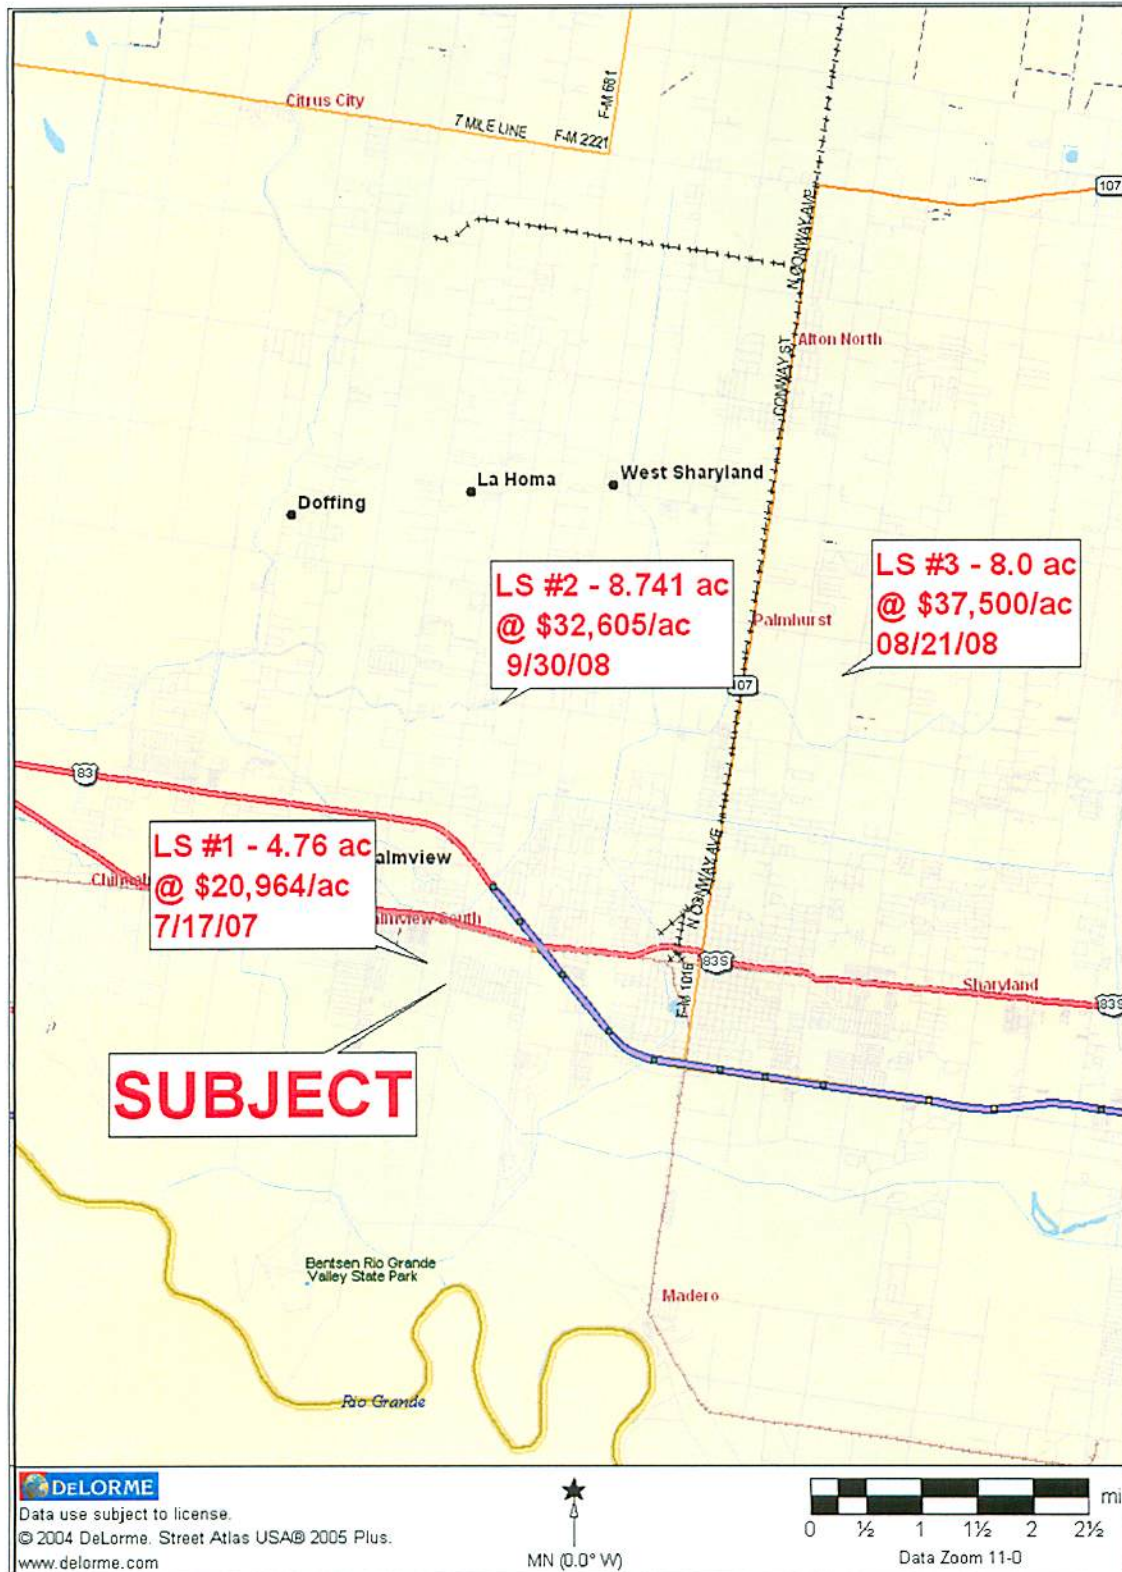 Citrus City
7 MILE LINE
F-M 2221
F-M 681
107
N CONWAY AVE
Alton North
CONWAY ST
West Sharyland
La Homa
Doffing
LS #2 - 8.741 ac
@ $32,605/ac
9/30/08
LS #3 - 8.0 ac
@ $37,500/ac
08/21/08
Palmhurst
107
83
LS #1 - 4.76 ac
@ $20,964/ac
7/17/07
almview
N CONWAY AVE
South
83S
F-M 1016
Sharyland
83S
SUBJECT
Bentsen Rio Grande
Valley State Park
Madero
Rio Grande
DELORME
Data use subject to license.
© 2004 DeLorme. Street Atlas USA® 2005 Plus.
www.delorme.com
MN (0.0° W)
mi
0 ½ 1 1½ 2 2½
Data Zoom 11-0